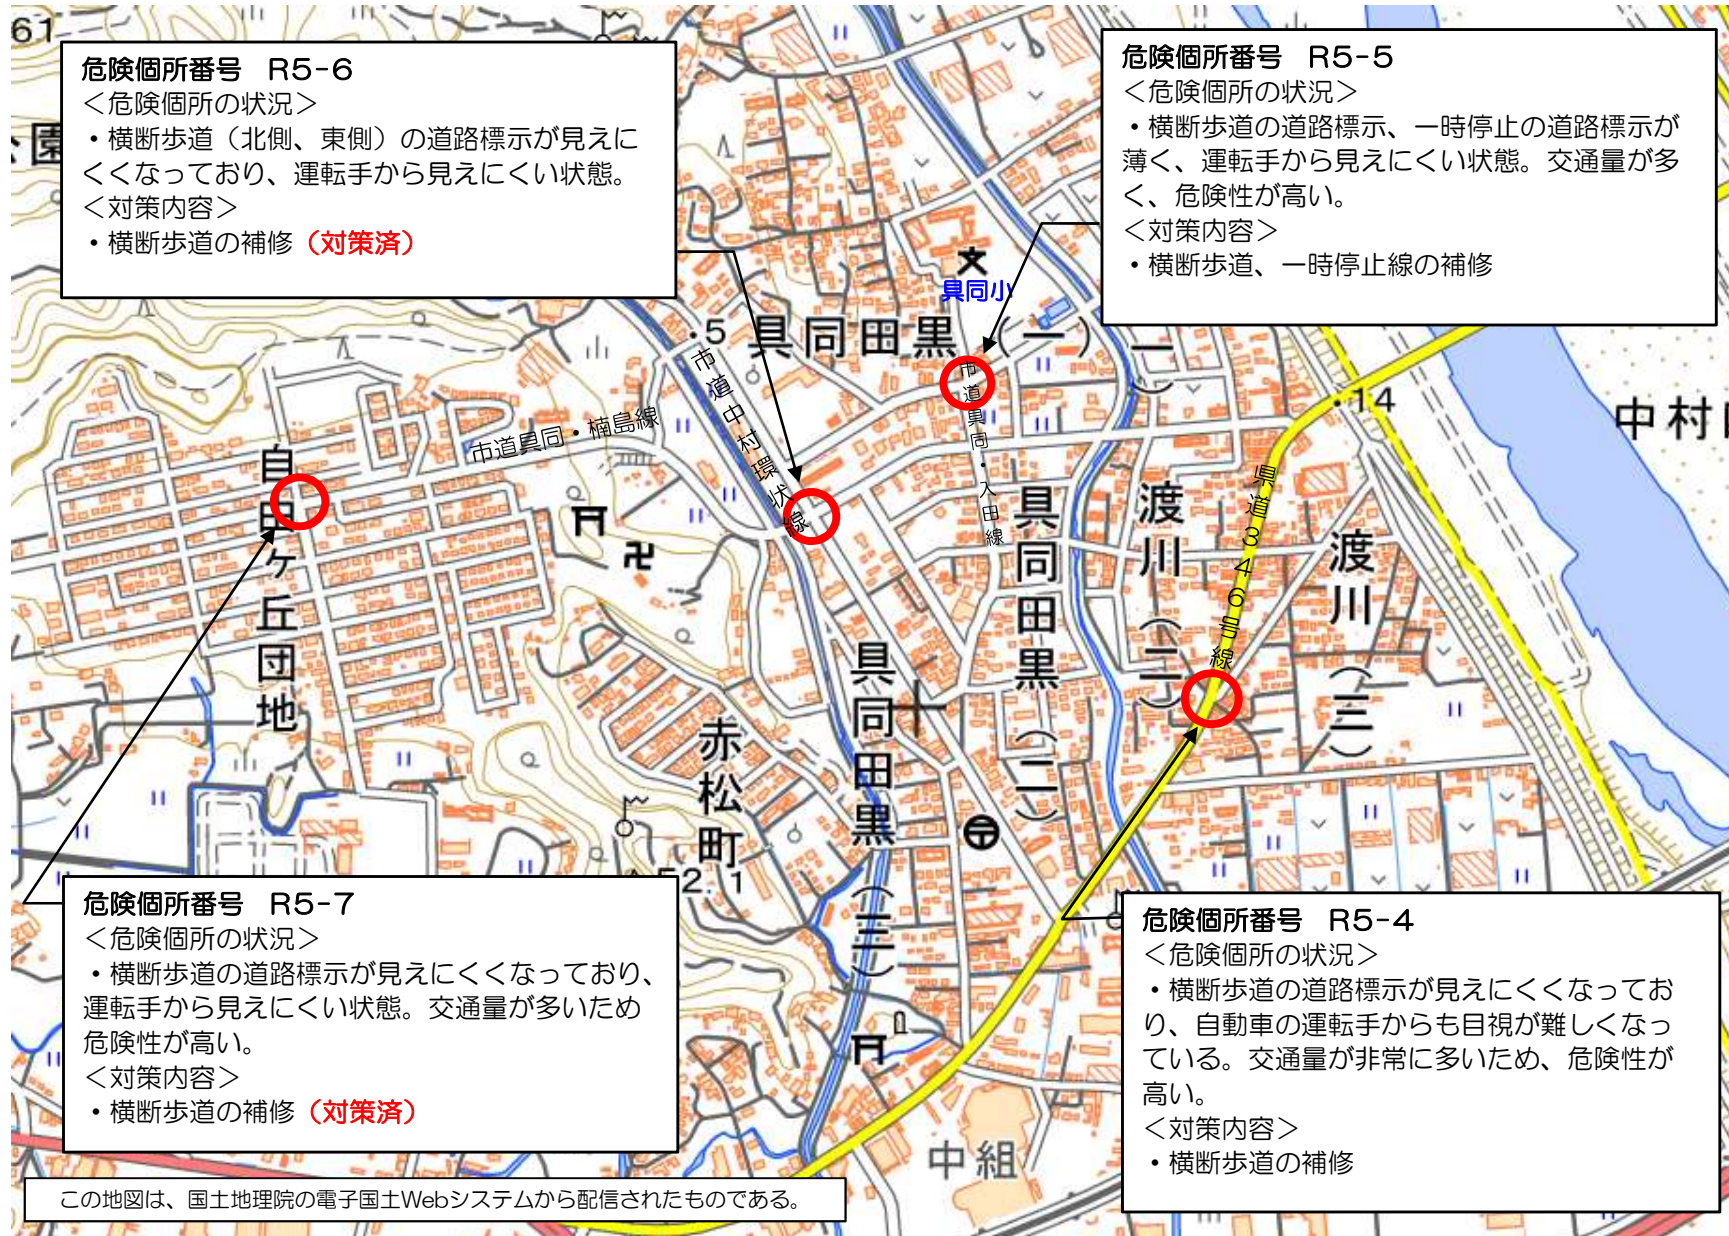 61
公園
危険個所番号　R5-6
＜危険個所の状況＞
・横断歩道（北側、東側）の道路標示が見えに
くくなっており、運転手から見えにくい状態。
＜対策内容＞
・横断歩道の補修（対策済）
危険個所番号　R5-5
＜危険個所の状況＞
・横断歩道の道路標示、一時停止の道路標示が
薄く、運転手から見えにくい状態。交通量が多
く、危険性が高い。
＜対策内容＞
・横断歩道、一時停止線の補修
文
具同小
・5
具同田黒（一）
一）
市道中村環状線
市道具同・楠島線
市道具同・入田線
・14
中村
自由ヶ丘団地
県道346号線
具同田黒（二）
渡川（二）
渡川（三）
具同田黒（三）
赤松町
52.1
危険個所番号　R5-7
＜危険個所の状況＞
・横断歩道の道路標示が見えにくくなっており、
運転手から見えにくい状態。交通量が多いため
危険性が高い。
＜対策内容＞
・横断歩道の補修（対策済）
危険個所番号　R5-4
＜危険個所の状況＞
・横断歩道の道路標示が見えにくくなってお
り、自動車の運転手からも目視が難しくなっ
ている。交通量が非常に多いため、危険性が
高い。
＜対策内容＞
・横断歩道の補修
中組
この地図は、国土地理院の電子国土Webシステムから配信されたものである。